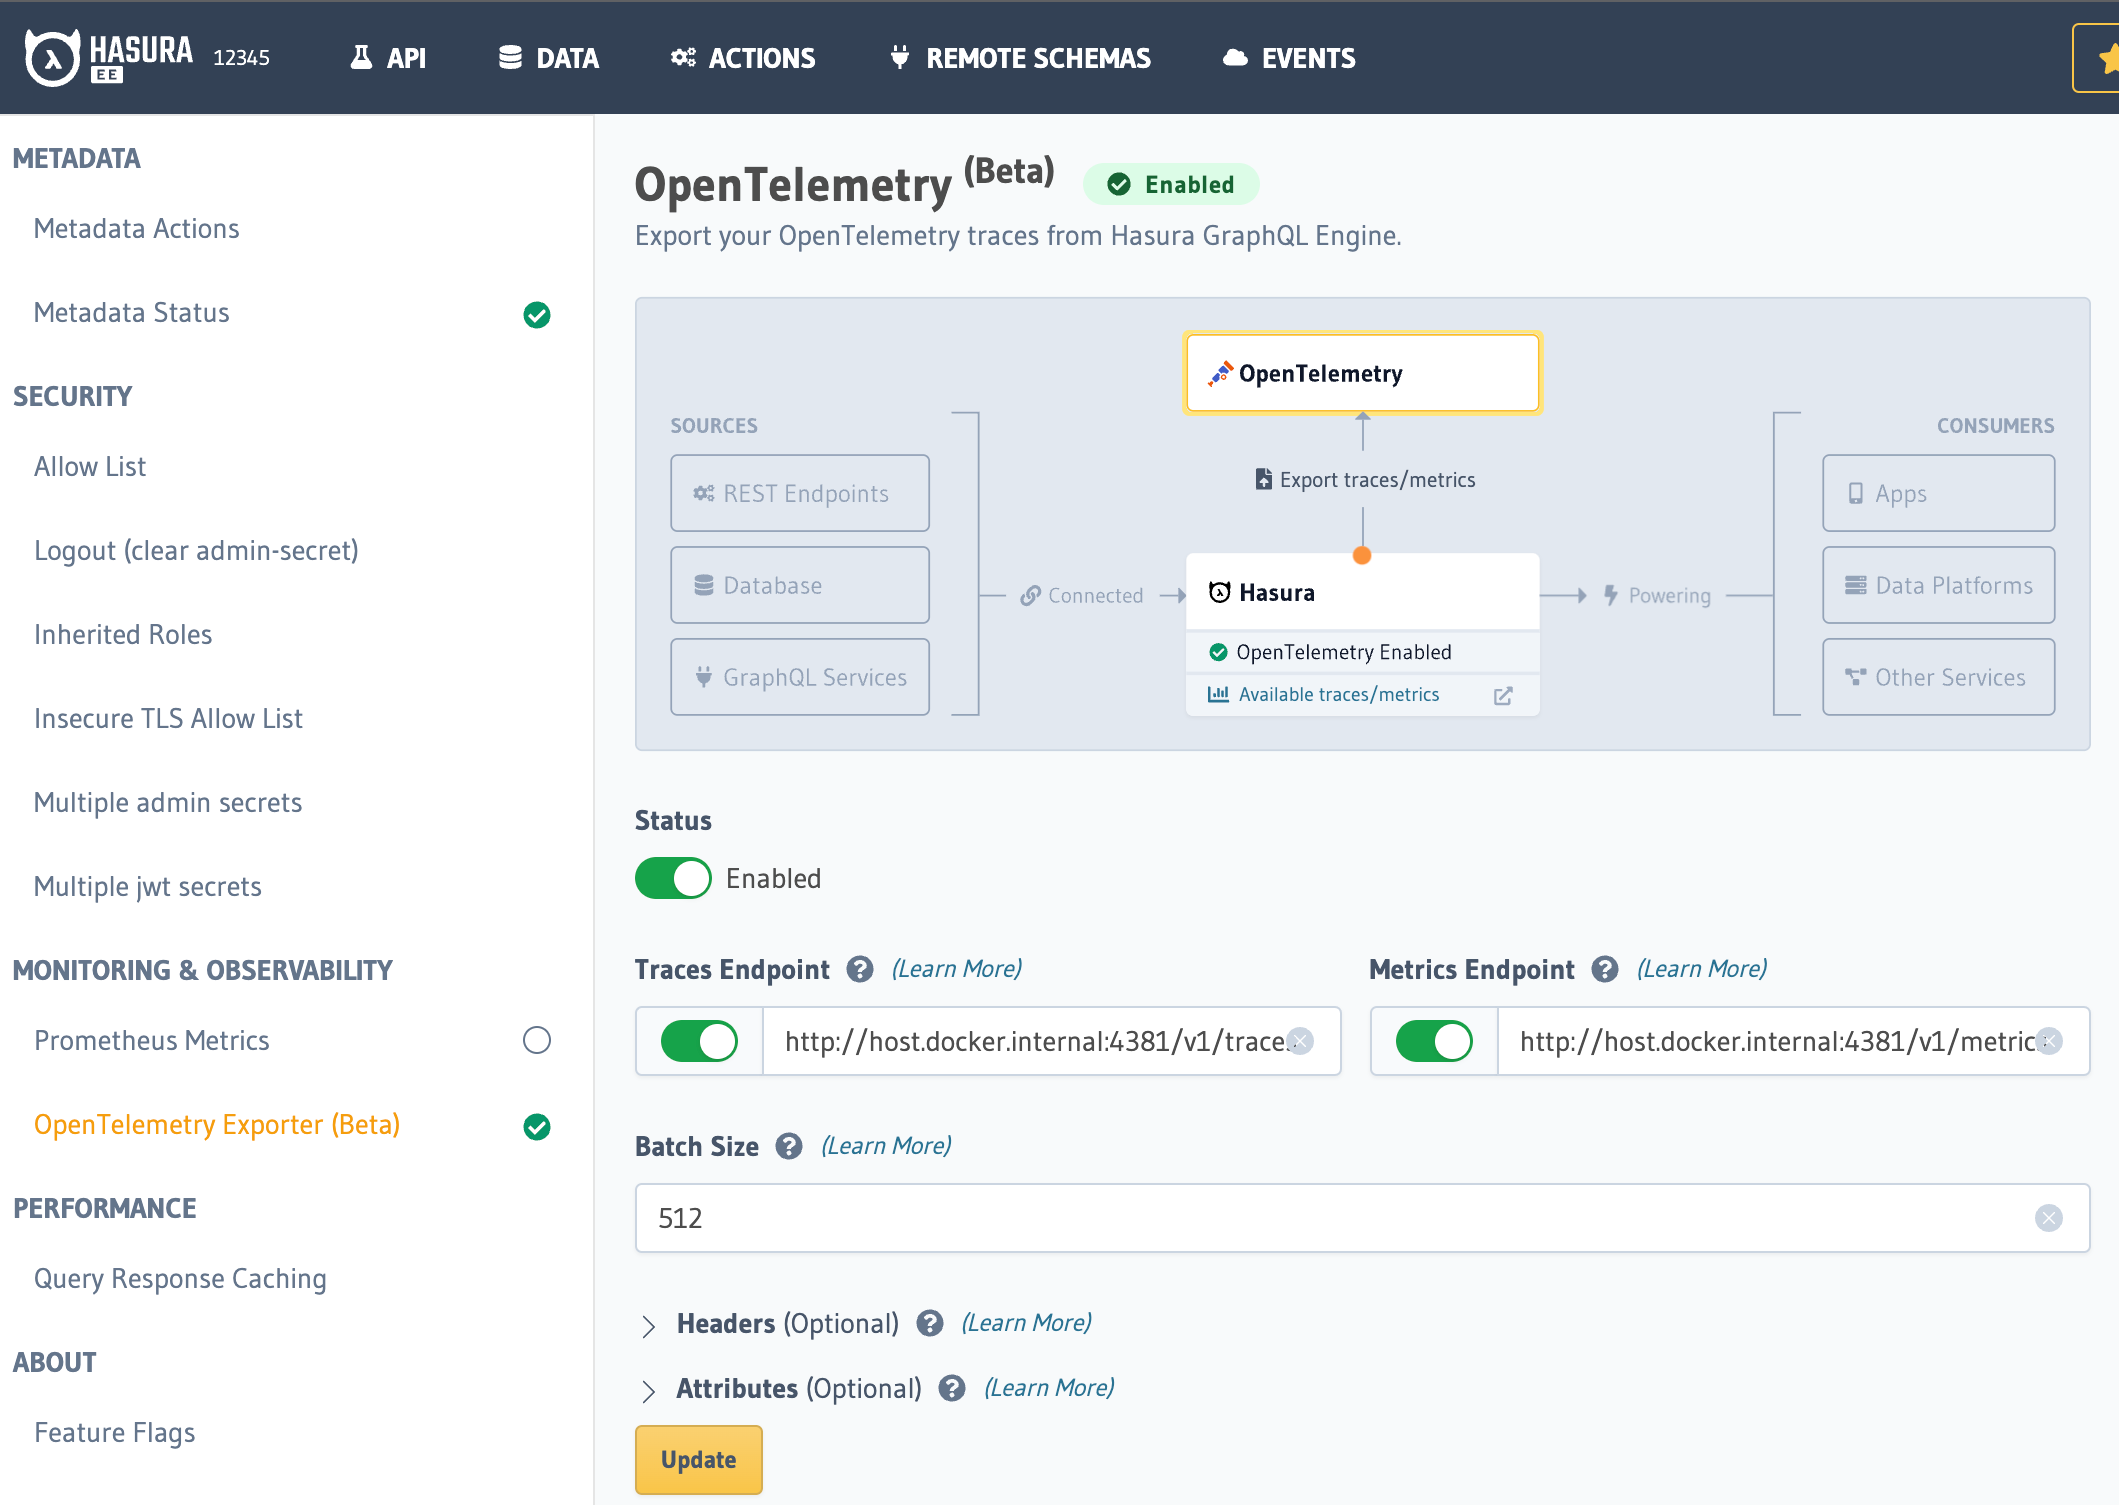 HASURA
EE
12345
API
DATA
ACTIONS
REMOTE SCHEMAS
EVENTS
METADATA
Metadata Actions
Metadata Status
SECURITY
Allow List
Logout (clear admin-secret)
Inherited Roles
Insecure TLS Allow List
Multiple admin secrets
Multiple jwt secrets
MONITORING & OBSERVABILITY
Prometheus Metrics
OpenTelemetry Exporter (Beta)
PERFORMANCE
Query Response Caching
ABOUT
Feature Flags
OpenTelemetry (Beta)
Enabled
Export your OpenTelemetry traces from Hasura GraphQL Engine.
SOURCES
REST Endpoints
Database
GraphQL Services
Connected
OpenTelemetry
Export traces/metrics
Hasura
OpenTelemetry Enabled
Available traces/metrics
Powering
CONSUMERS
Apps
Data Platforms
Other Services
Status
Enabled
Traces Endpoint (Learn More)
http://host.docker.internal:4381/v1/trace
Metrics Endpoint (Learn More)
http://host.docker.internal:4381/v1/metric
Batch Size (Learn More)
512
Headers (Optional) (Learn More)
Attributes (Optional) (Learn More)
Update